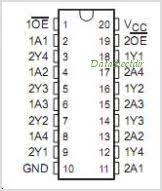 1OE 1 20 VCC
1A1 2 19 2OE
2Y4 3 18 1Y1
1A2 4 17 2A4
2Y3 5 16 1Y2
1A3 6 15 2A3
2Y2 7 14 1Y3
1A4 8 13 2A2
2Y1 9 12 1Y4
GND 10 11 2A1